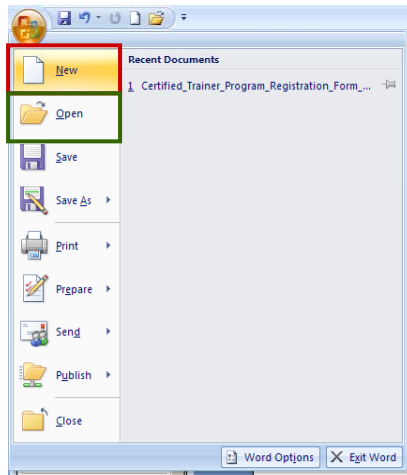 Recent Documents
New
1 Certified_Trainer_Program_Registration_Form_...
Open
Save
Save As
Print
Prepare
Send
Publish
Close
Word Options
Exit Word